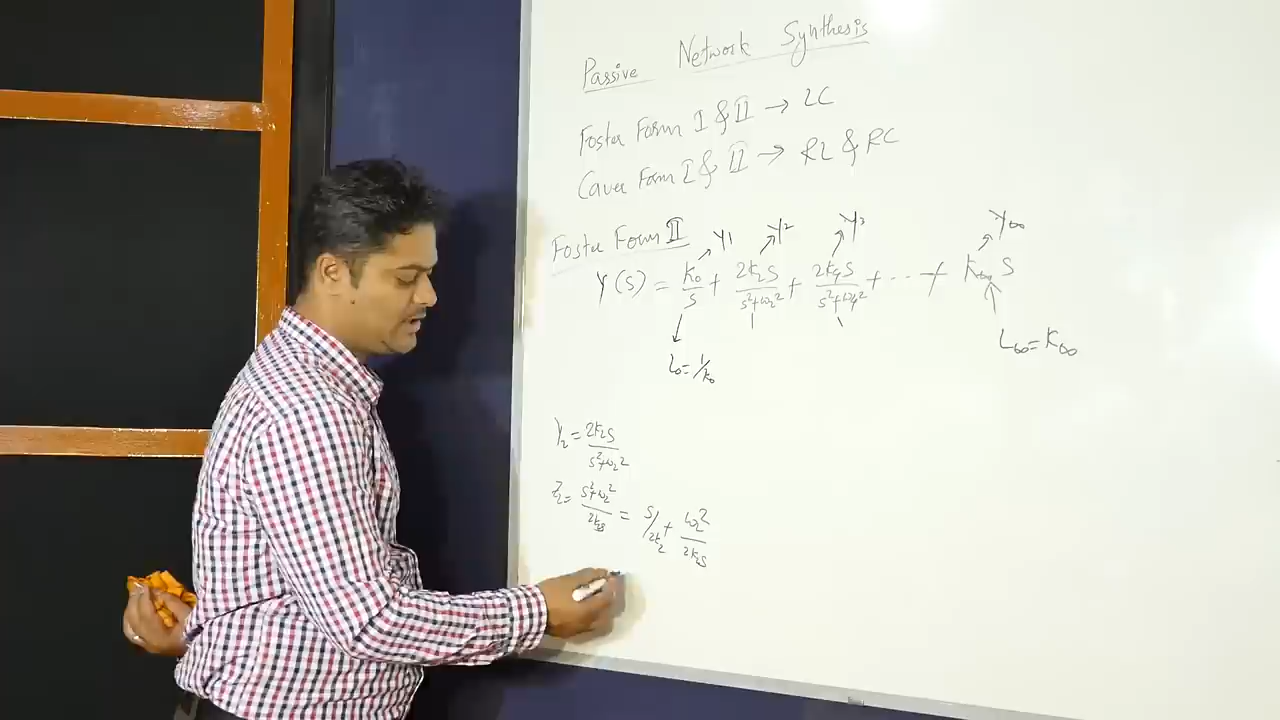 Passive Network Synthesis
Foster Form I & II → LC
Cauer Form I & II → RL & RC
Foster Form II
Y1 Y2 Y3 Y∞
Y(S) = K₀/S + 2K₂S/S²+ω₂² + 2K₄S/S²+ω₄² + ... + K∞ S
L₀=1/K₀
L∞=K∞
Y₂ = 2K₂S/S²+ω₂²
Z₂= S²+ω₂²/2K₂S = S/2K₂ + ω₂²/2K₂S